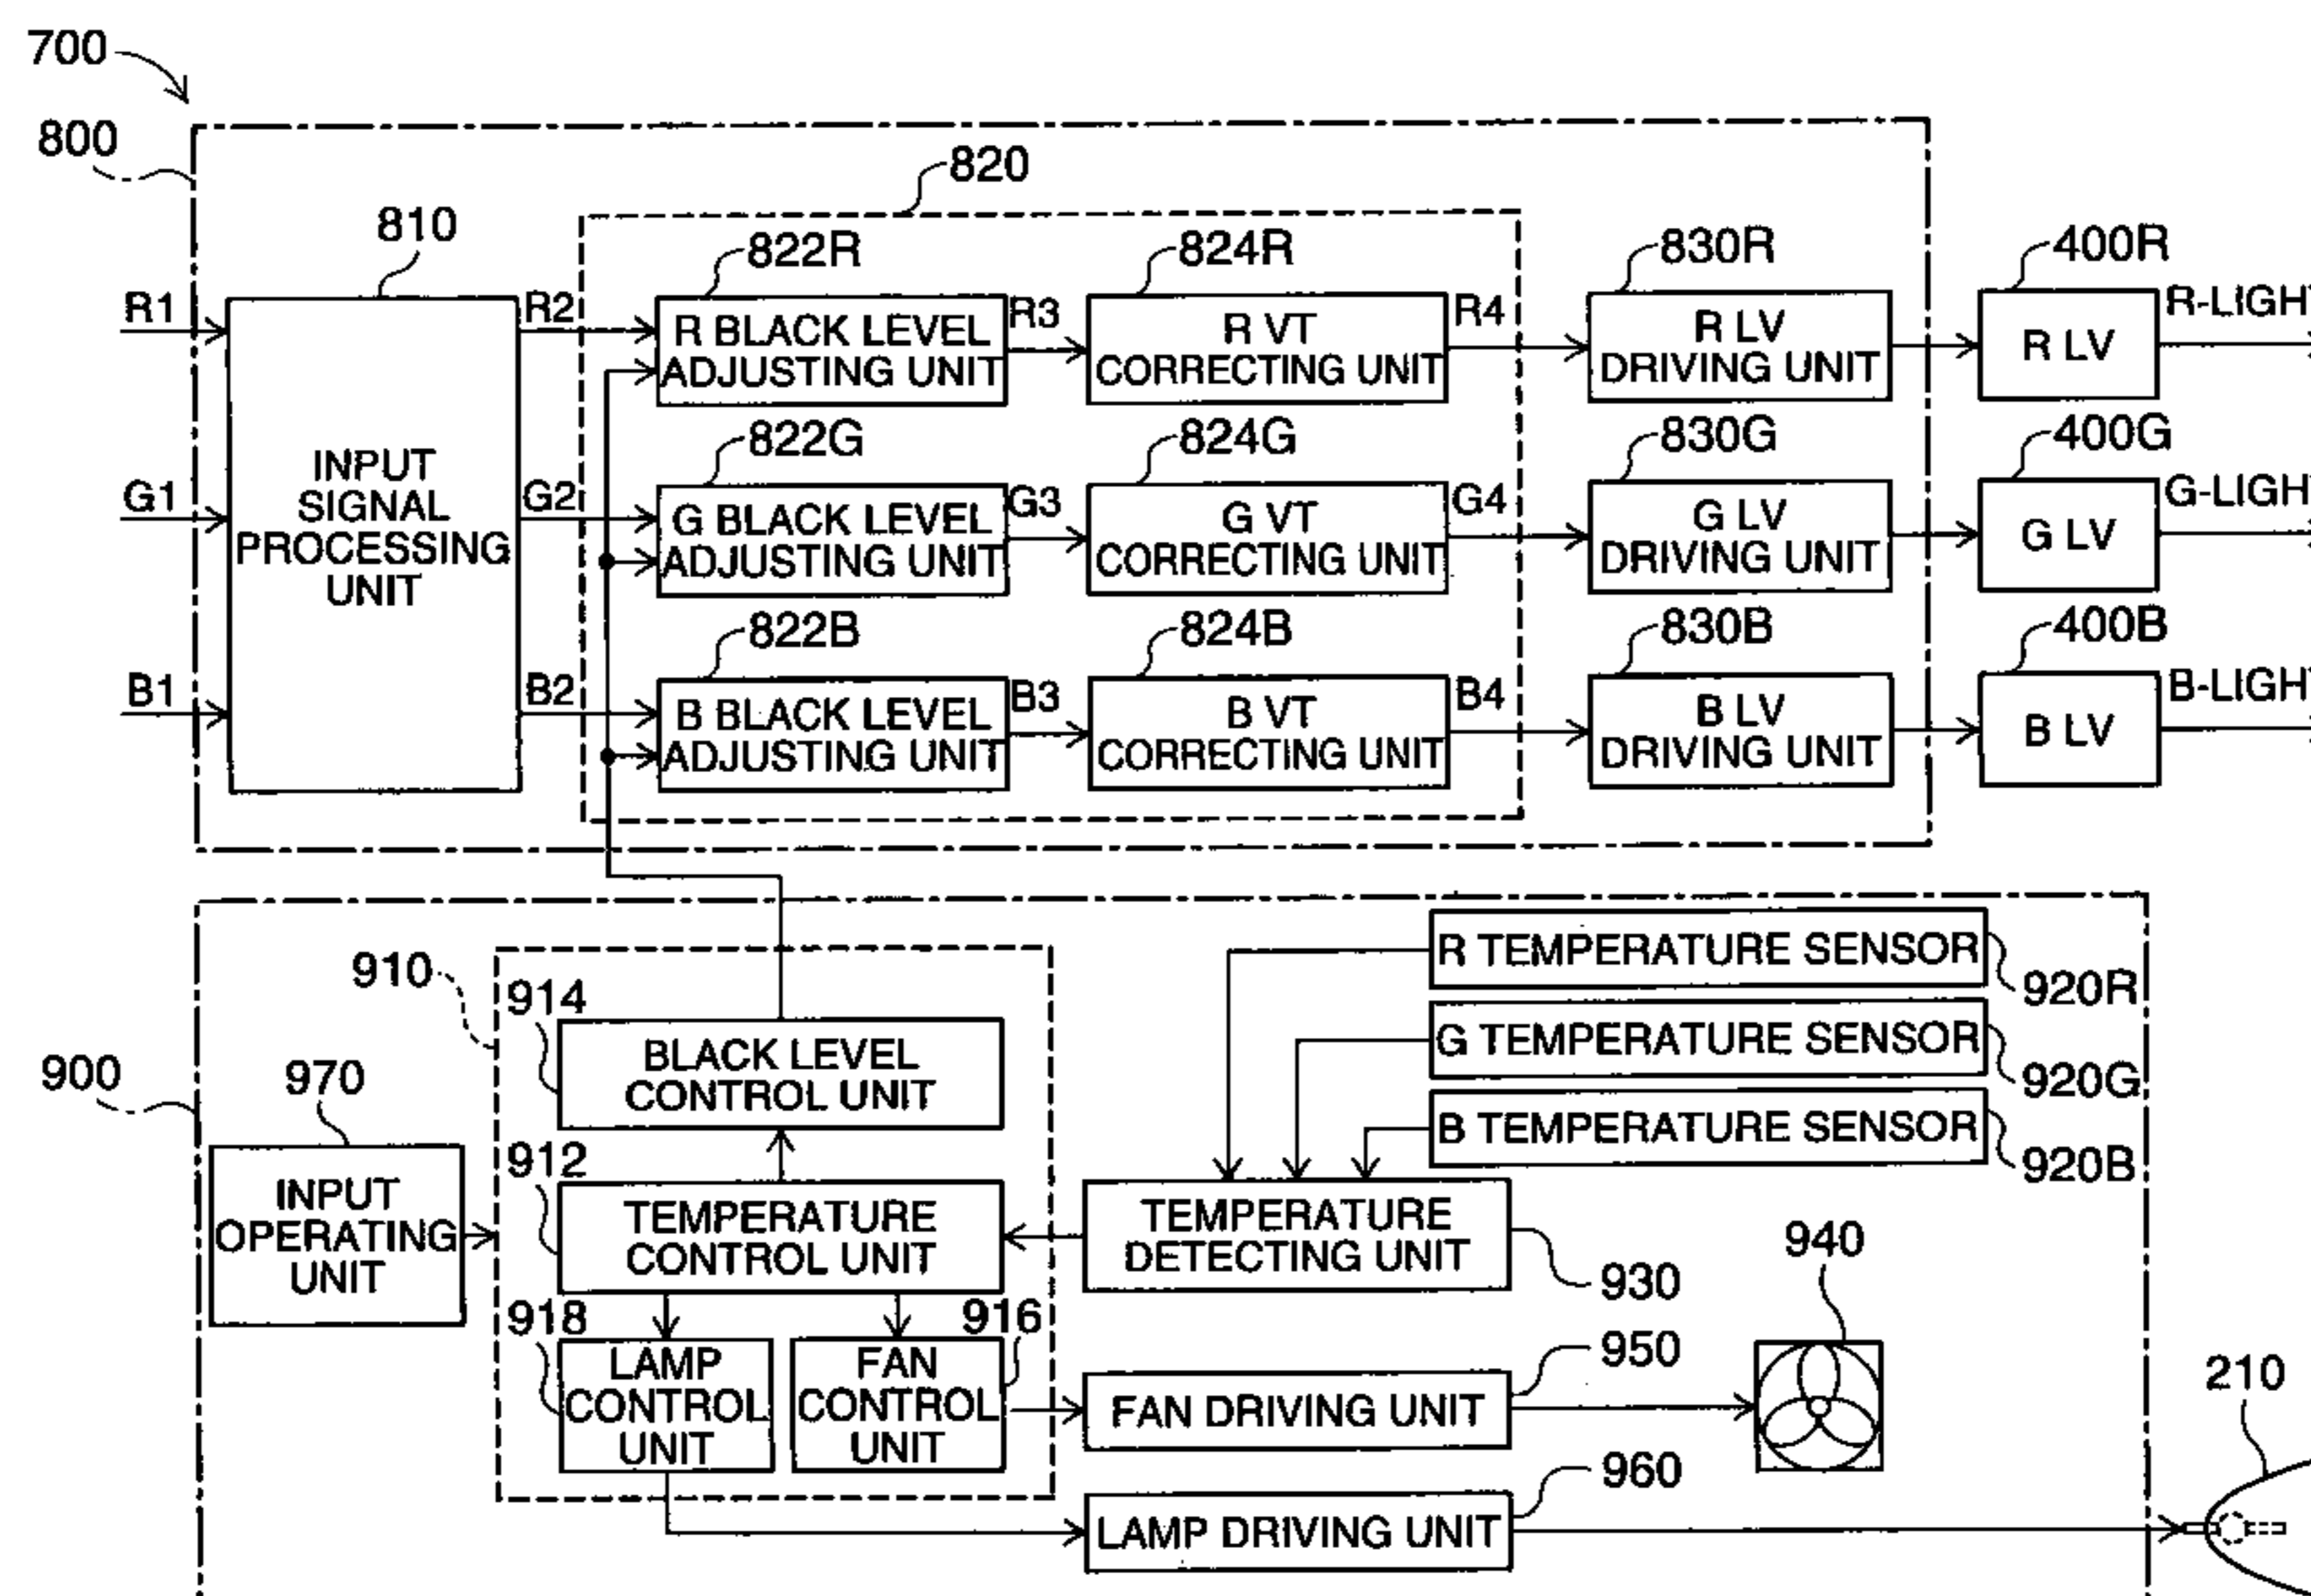 700
800
820
810
822R
824R
830R
400R
R1
R2
R BLACK LEVEL
ADJUSTING UNIT
R3
R VT
CORRECTING UNIT
R4
R LV
DRIVING UNIT
R LV
R-LIGHT
822G
824G
830G
400G
INPUT
SIGNAL
PROCESSING
UNIT
G1
G2
G BLACK LEVEL
ADJUSTING UNIT
G3
G VT
CORRECTING UNIT
G4
G LV
DRIVING UNIT
G LV
G-LIGHT
822B
824B
830B
400B
B1
B2
B BLACK LEVEL
ADJUSTING UNIT
B3
B VT
CORRECTING UNIT
B4
B LV
DRIVING UNIT
B LV
B-LIGHT
900
910
914
BLACK LEVEL
CONTROL UNIT
R TEMPERATURE SENSOR
920R
G TEMPERATURE SENSOR
920G
B TEMPERATURE SENSOR
920B
970
INPUT
OPERATING
UNIT
912
TEMPERATURE
CONTROL UNIT
TEMPERATURE
DETECTING UNIT
930
940
918
LAMP
CONTROL
UNIT
916
FAN
CONTROL
UNIT
950
FAN DRIVING UNIT
960
LAMP DRIVING UNIT
210